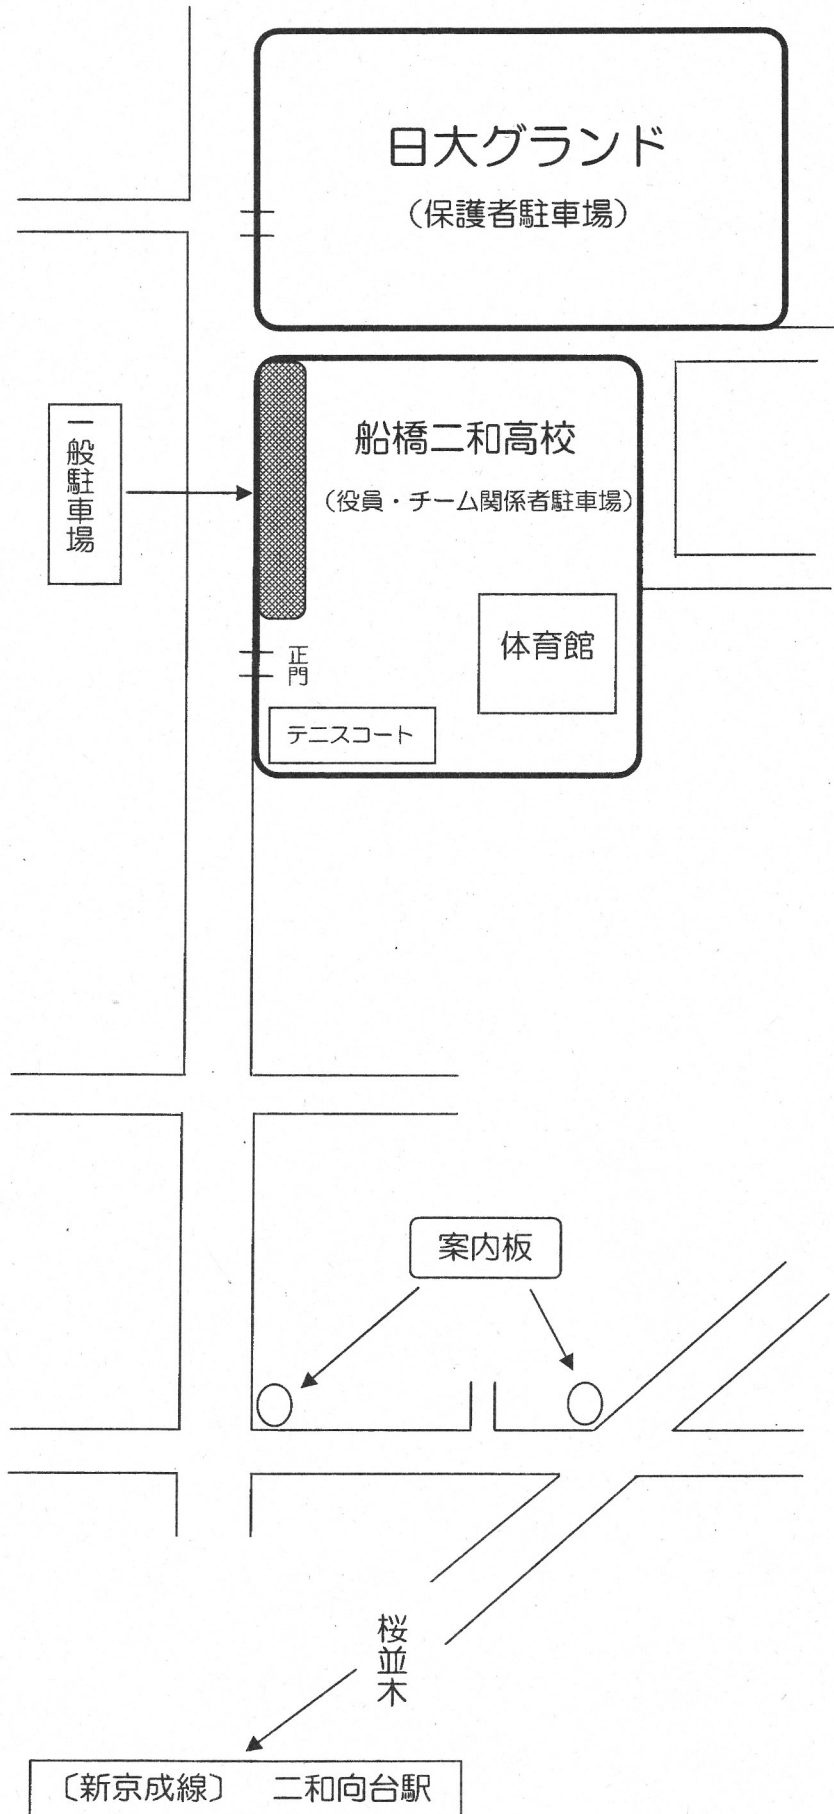 日大グランド
（保護者駐車場）
一般駐車場
船橋二和高校
（役員・チーム関係者駐車場）
体育館
正門
テニスコート
案内板
桜並木
〔新京成線〕　二和向台駅